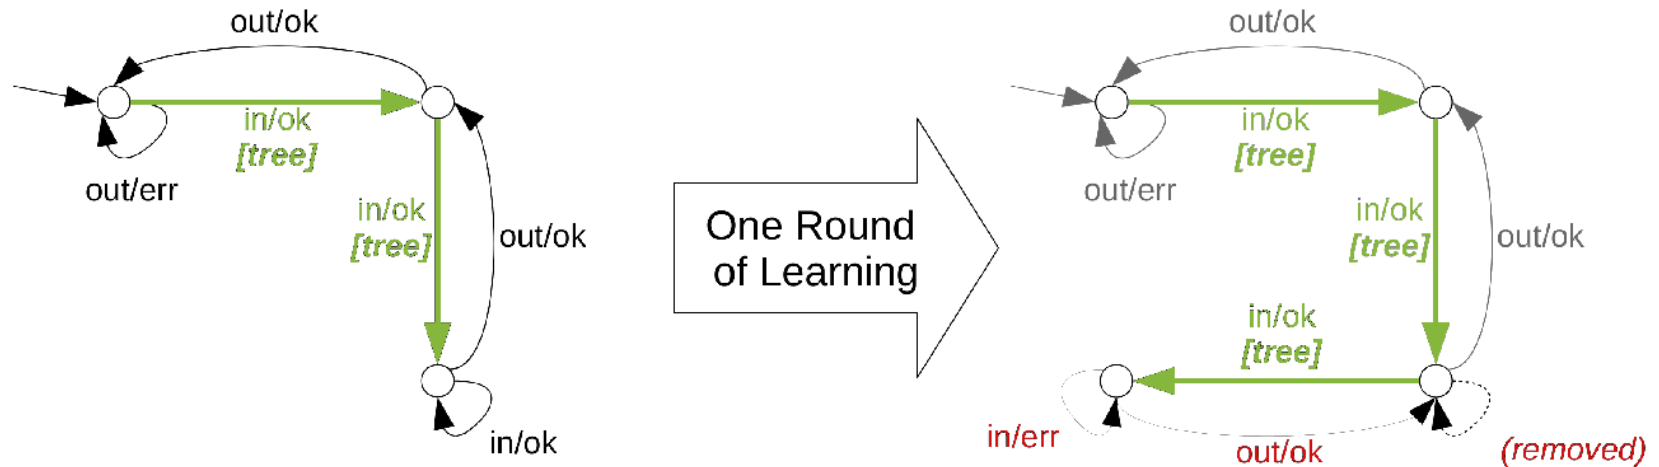 out/ok
in/ok
[tree]
out/err
in/ok
[tree]
out/ok
in/ok
One Round
of Learning
out/ok
in/ok
[tree]
out/err
in/ok
[tree]
out/ok
in/ok
[tree]
in/err
out/ok
(removed)